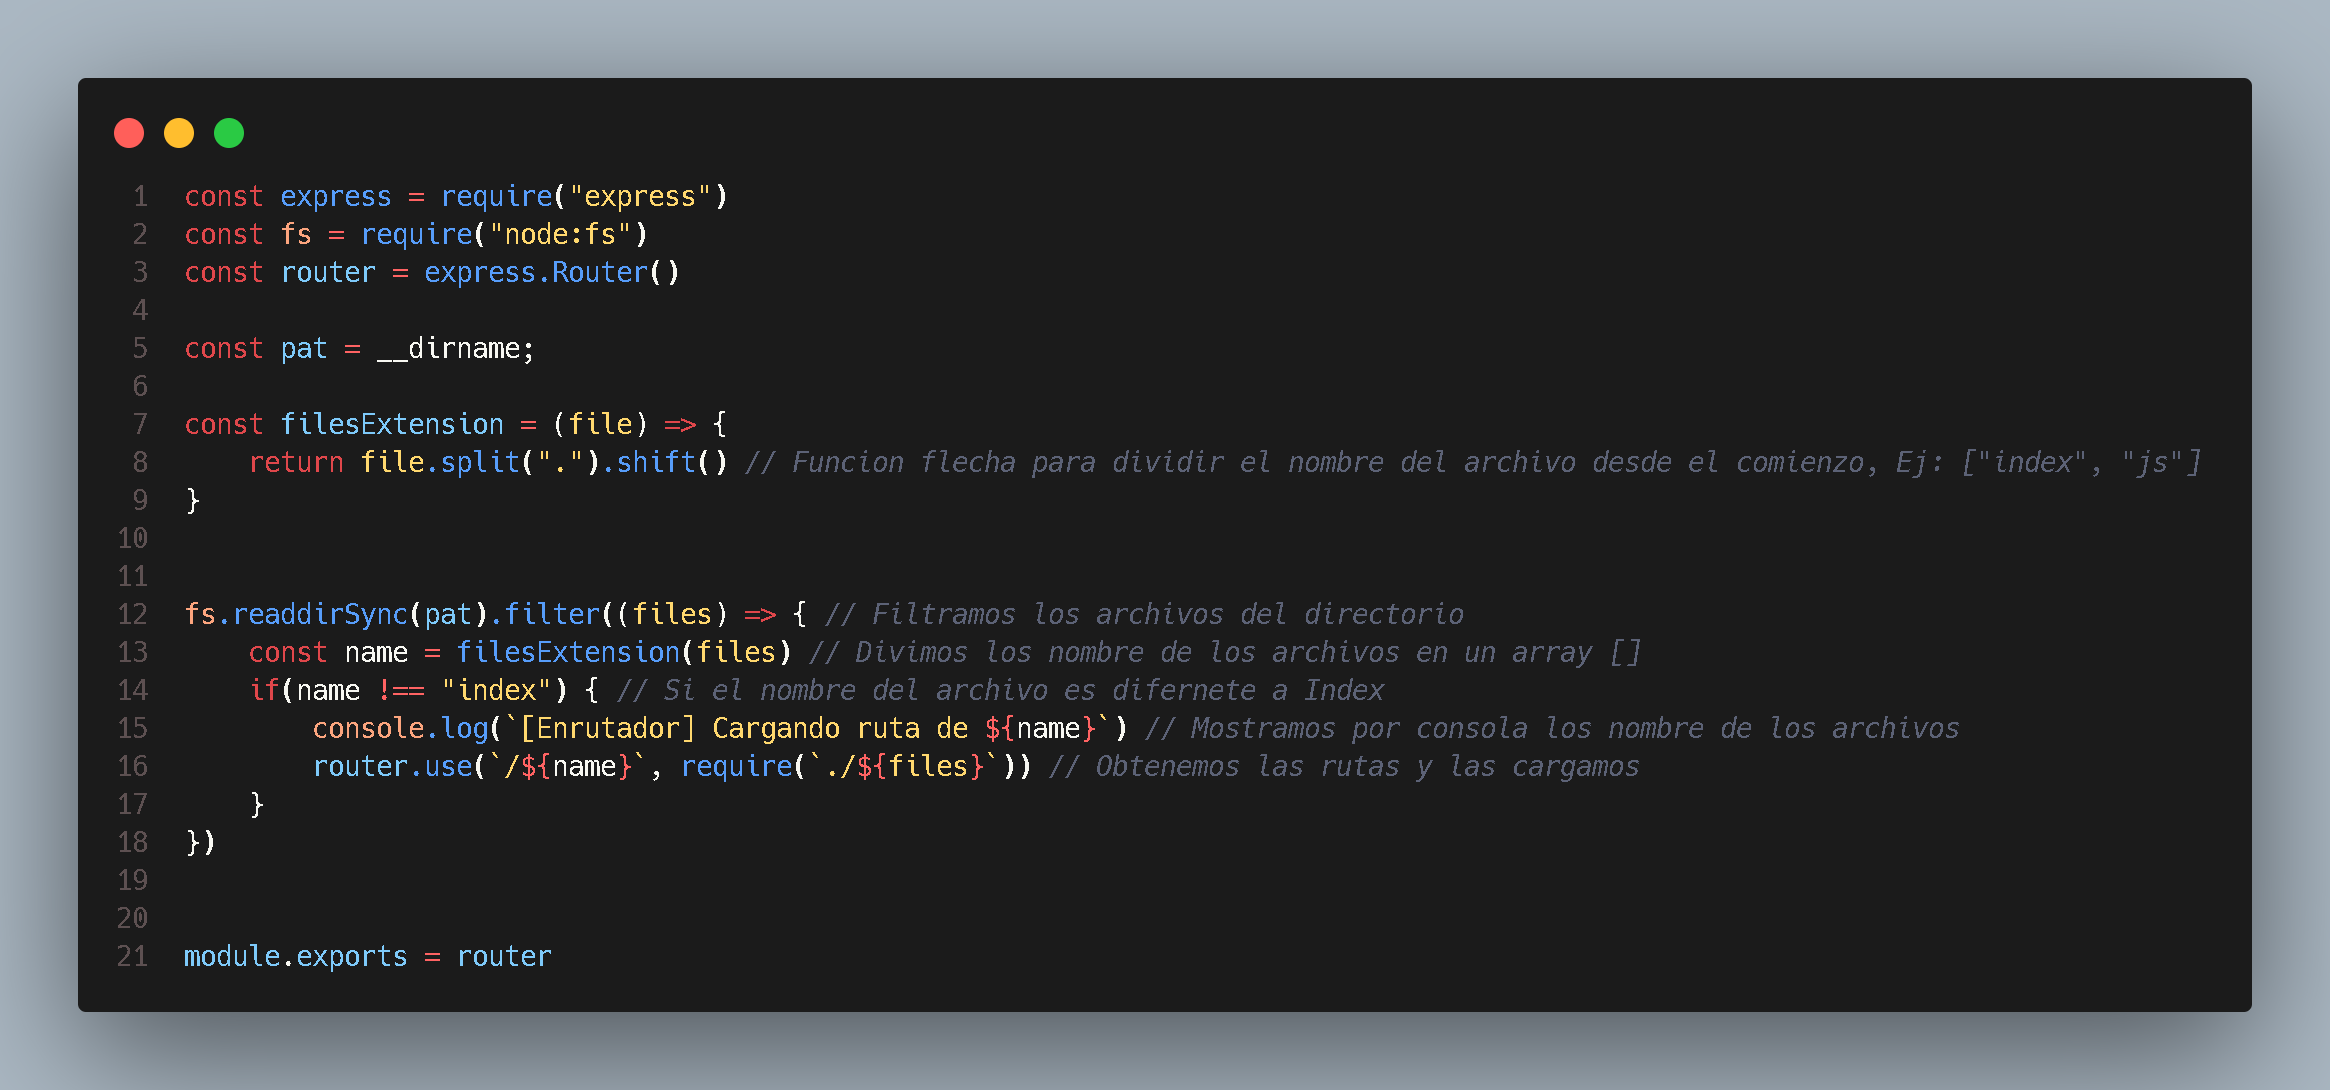 1 const express = require("express")
2 const fs = require("node:fs")
3 const router = express.Router()
4
5 const pat = __dirname;
6
7 const filesExtension = (file) => {
8     return file.split(".").shift() // Funcion flecha para dividir el nombre del archivo desde el comienzo, Ej: ["index", "js"]
9 }
10
11
12 fs.readdirSync(pat).filter((files) => { // Filtramos los archivos del directorio
13     const name = filesExtension(files) // Divimos los nombre de los archivos en un array []
14     if(name !== "index") { // Si el nombre del archivo es difernete a Index
15         console.log(`[Enrutador] Cargando ruta de ${name}`) // Mostramos por consola los nombre de los archivos
16         router.use(`/${name}`, require(`./${files}`)) // Obtenemos las rutas y las cargamos
17     }
18 })
19
20
21 module.exports = router